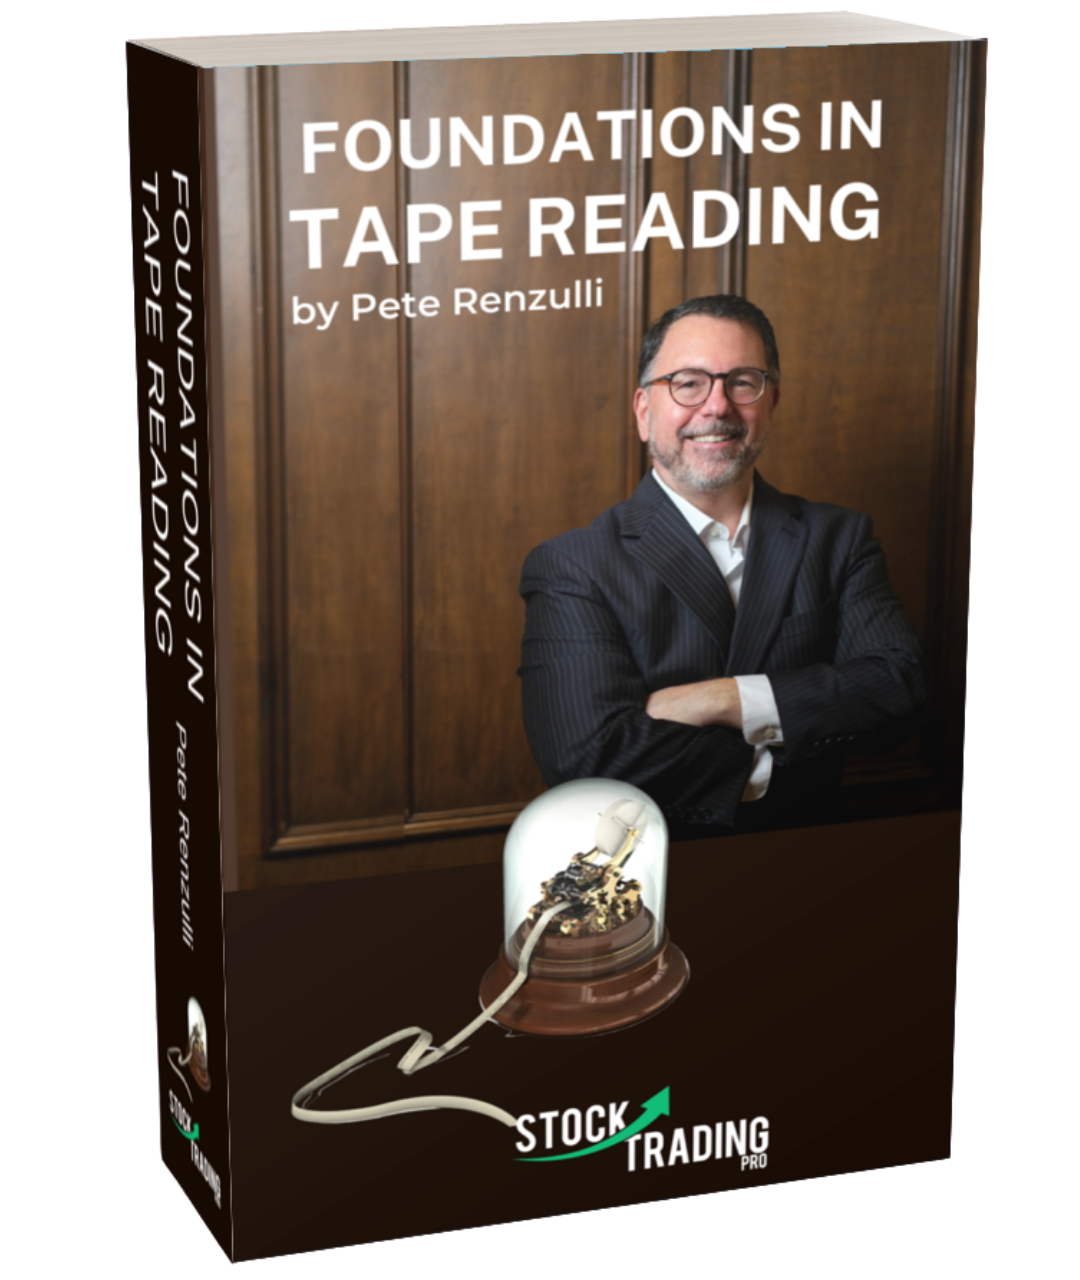 FOUNDATIONS IN
TAPE READING
by Pete Renzulli
STOCK
TRADING
PRO
FOUNDATIONS IN
TAPE READING
Pete Renzulli
STOCK
TRADING